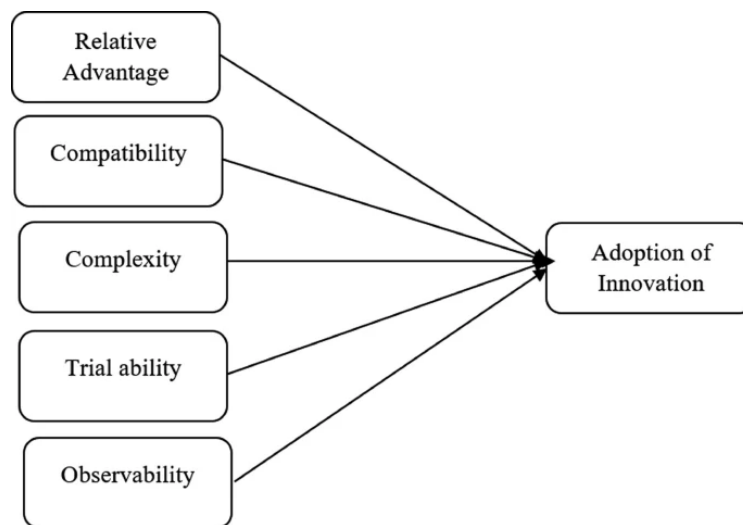 Relative
Advantage
Compatibility
Complexity
Trial ability
Observability
Adoption of
Innovation